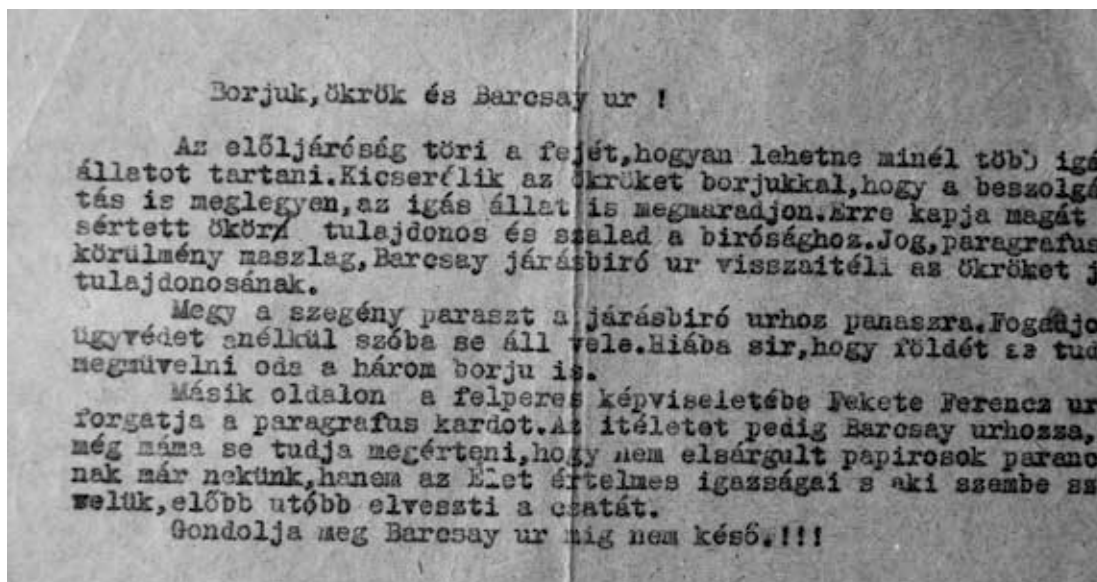 Borjuk,ökrök és Barcsay ur !
Az előljáróság töri a fejét,hogyan lehetne minél több igá
állatot tartani.Kicserélik az ökröket borjukkal,hogy a beszolgá
tás is meglegyen,az igás állat is megmaradjon.Erre kapja magát
sértett ökör tulajdonos és szalad a birósághoz.Jog,paragrafus
körülmény maszlag,Barcsay járásbiró ur visszaitéli az ökröket j
tulajdonosának.
Megy a szegény paraszt a járásbiró urhoz panaszra.Fogadjo
ügyvédet anélkül szóba se áll vele.Hiába sir,hogy földét se tud
megmüvelni oda a három borju is.
Másik oldalon a felperes képviseletébe Fekete Ferencz ur
forgatja a paragrafus kardot.Az itéletet pedig Barcsay urhozza,
még máma se tudja megérteni,hogy nem elsárgult papirosok paranc
nak már nekünk,hanem az Élet értelmes igazságai s aki szembe sz
velük,előbb utóbb elveszti a csatát.
Gondolja meg Barcsay ur mig nem késő.!!!